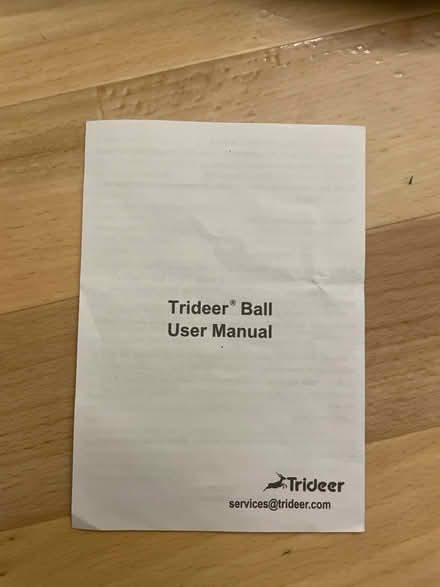 Trideer® Ball
User Manual
Trideer
services@trideer.com